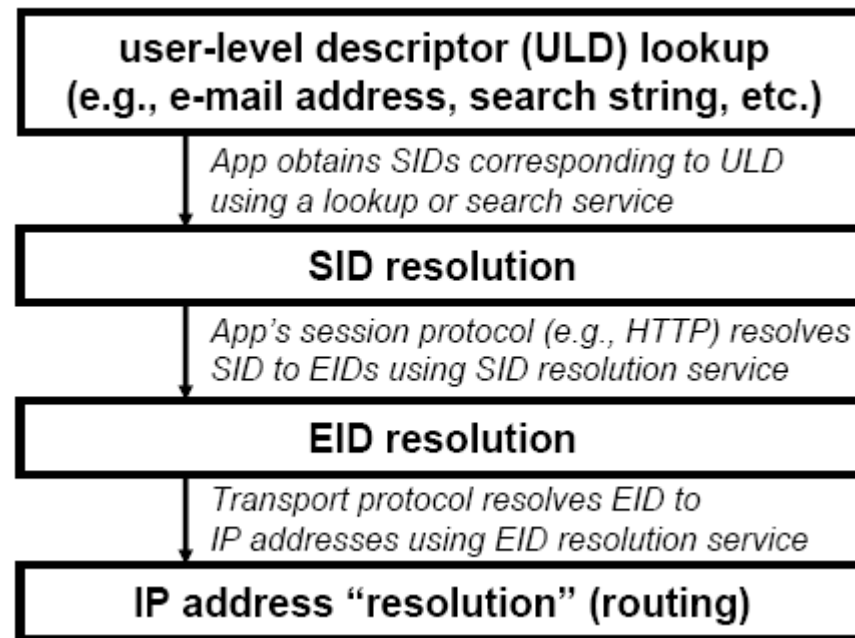 user-level descriptor (ULD) lookup
(e.g., e-mail address, search string, etc.)
App obtains SIDs corresponding to ULD
using a lookup or search service
SID resolution
App's session protocol (e.g., HTTP) resolves
SID to EIDs using SID resolution service
EID resolution
Transport protocol resolves EID to
IP addresses using EID resolution service
IP address “resolution” (routing)